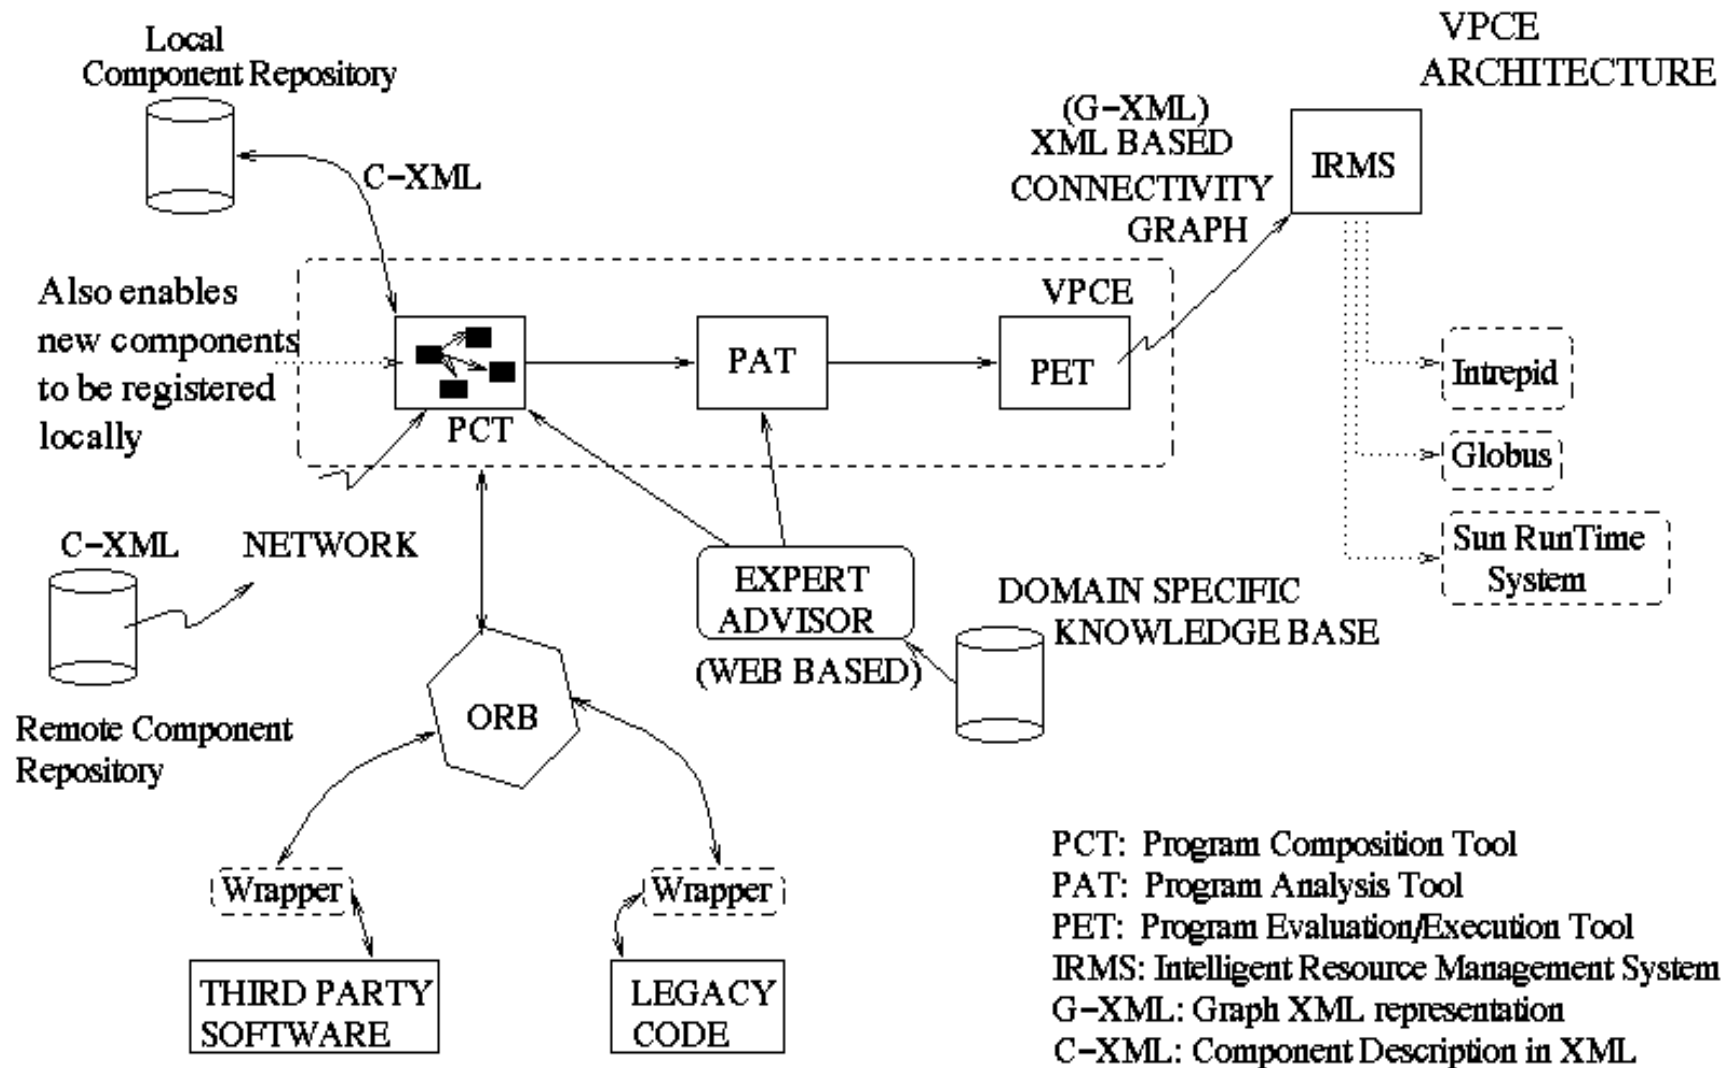 VPCE
ARCHITECTURE
Local
Component Repository
C-XML
(G-XML)
XML BASED
CONNECTIVITY
GRAPH
IRMS
Also enables
new components
to be registered
locally
VPCE
PCT
PAT
PET
Intrepid
Globus
Sun RunTime
System
C-XML
NETWORK
Remote Component
Repository
EXPERT
ADVISOR
(WEB BASED)
DOMAIN SPECIFIC
KNOWLEDGE BASE
ORB
Wrapper
Wrapper
THIRD PARTY
SOFTWARE
LEGACY
CODE
PCT: Program Composition Tool
PAT: Program Analysis Tool
PET: Program Evaluation/Execution Tool
IRMS: Intelligent Resource Management System
G-XML: Graph XML representation
C-XML: Component Description in XML